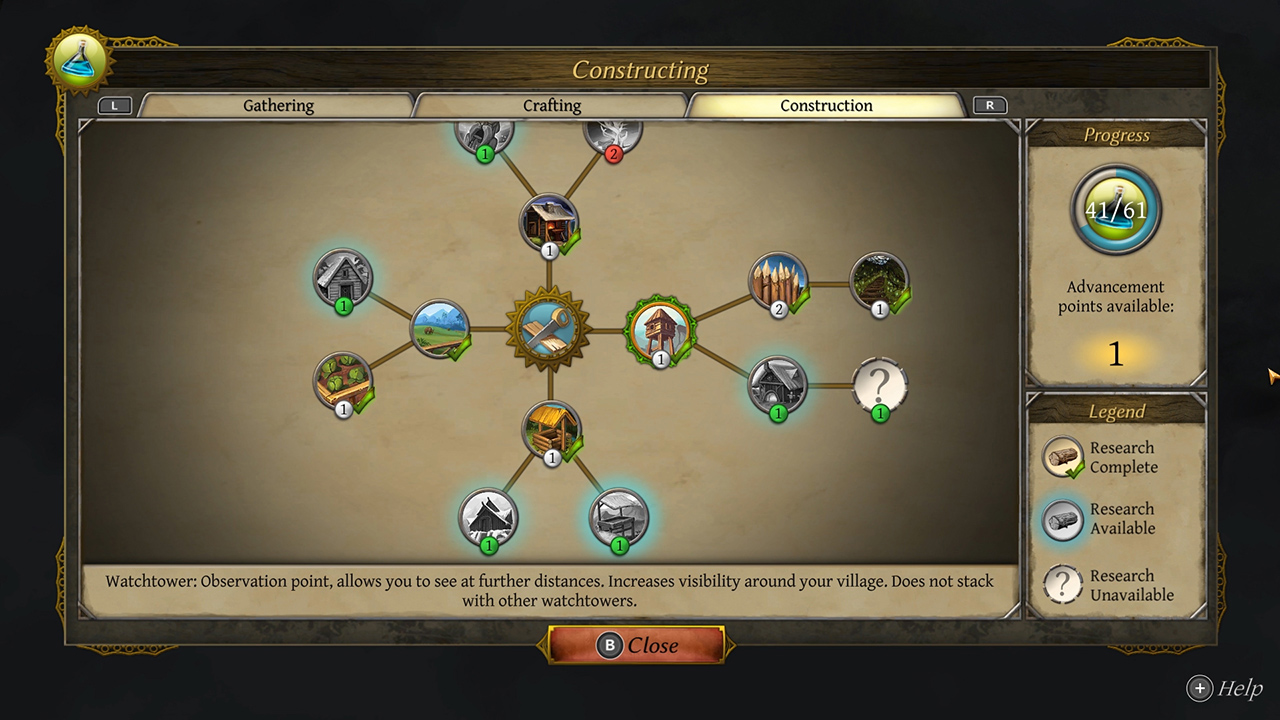 Constructing
L
Gathering
Crafting
Construction
R
1
2
1
1
1
1
2
1
1
1
?
1
1
1
1
Watchtower: Observation point, allows you to see at further distances. Increases visibility around your village. Does not stack
with other watchtowers.
Progress
41/61
Advancement
points available:
1
Legend
Research
Complete
Research
Available
?
Research
Unavailable
B Close
+ Help